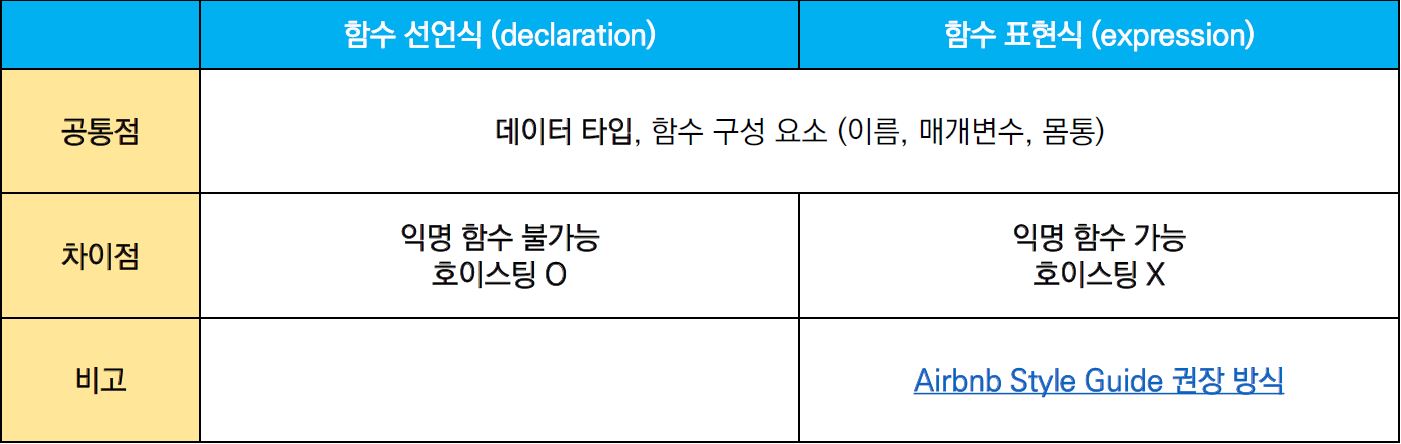 함수 선언식 (declaration)
함수 표현식 (expression)
공통점
데이터 타입, 함수 구성 요소 (이름, 매개변수, 몸통)
차이점
익명 함수 불가능
호이스팅 O
익명 함수 가능
호이스팅 X
비고
Airbnb Style Guide 권장 방식